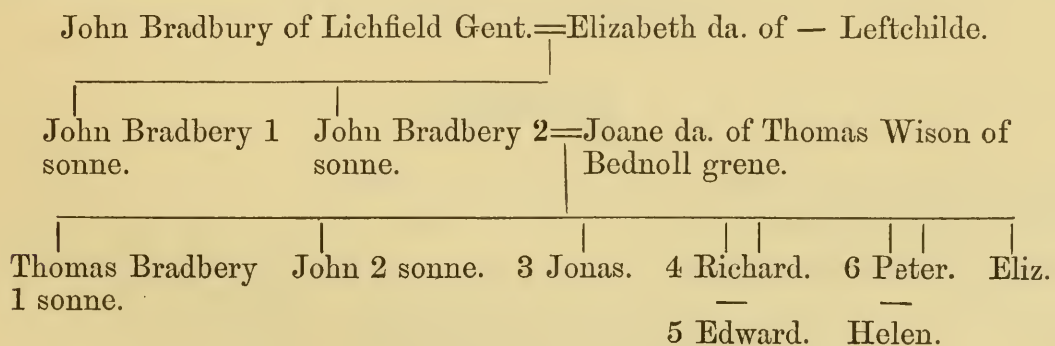 John Bradbury of Lichfield Gent.=Elizabeth da. of — Leftchilde.
John Bradbery 1 sonne.
John Bradbery 2=Joane da. of Thomas Wison of
sonne.
Bednoll grene.
Thomas Bradbery
1 sonne.
John 2 sonne.
3 Jonas.
4 Richard.
5 Edward.
6 Peter.
Helen.
Eliz.